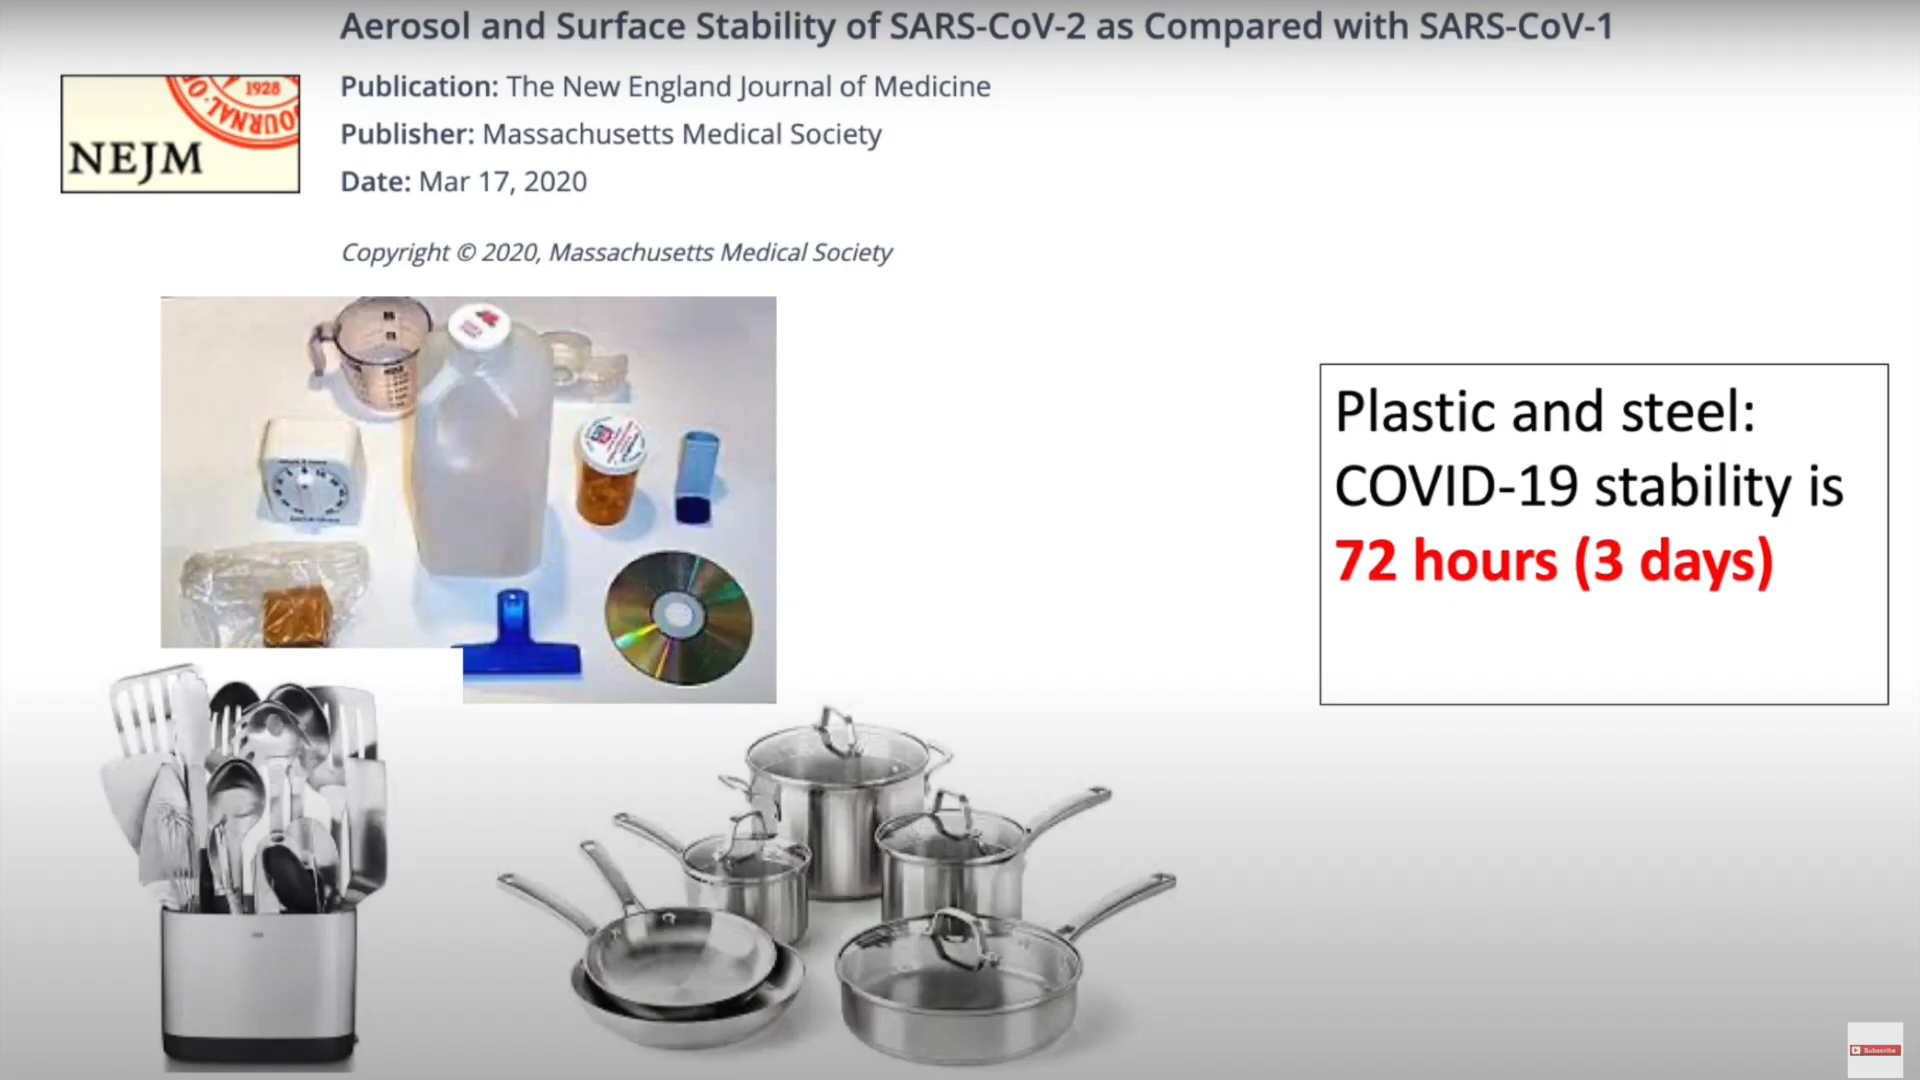 Aerosol and Surface Stability of SARS-CoV-2 as Compared with SARS-CoV-1
1928
JOURNAL
NEJM
Publication: The New England Journal of Medicine
Publisher: Massachusetts Medical Society
Date: Mar 17, 2020
Copyright © 2020, Massachusetts Medical Society
Plastic and steel:
COVID-19 stability is
72 hours (3 days)
Subscribe